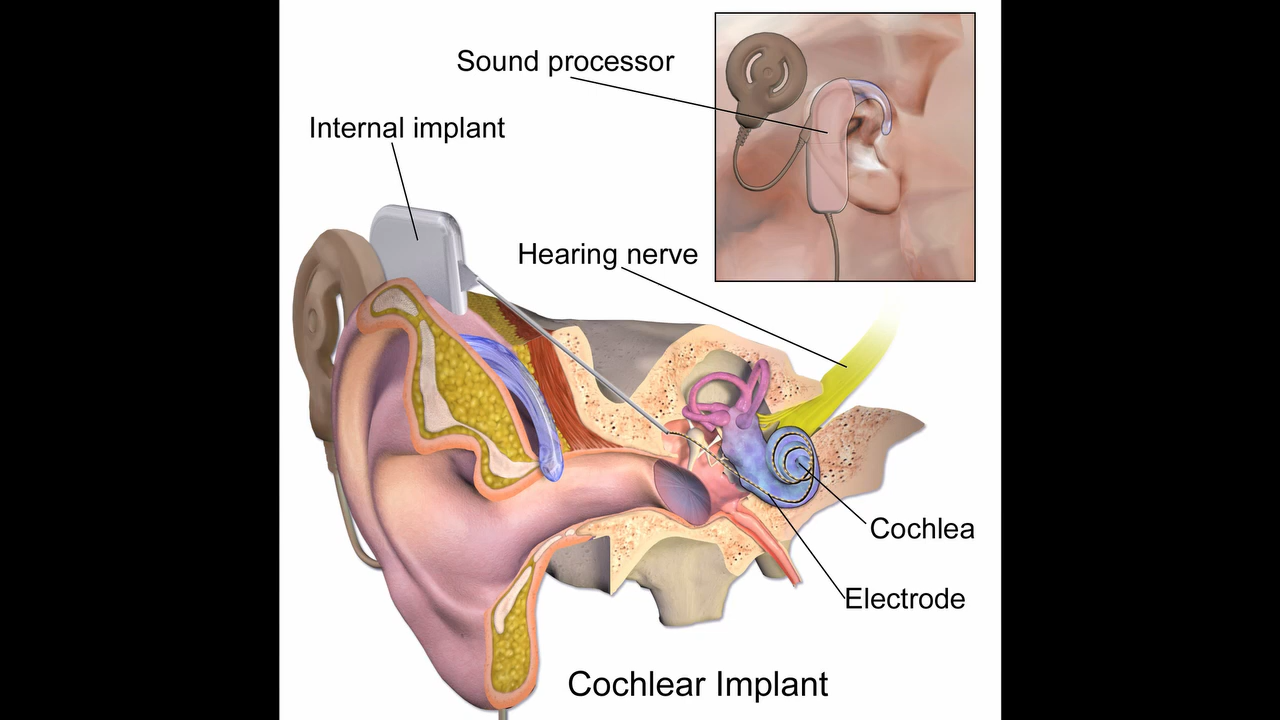 Sound processor
Internal implant
Hearing nerve
Cochlea
Electrode
Cochlear Implant